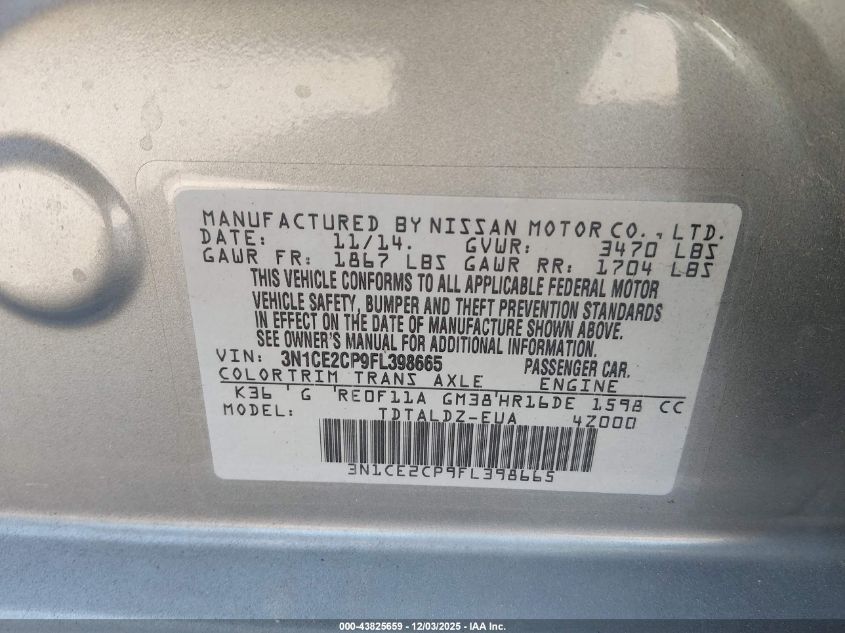 MANUFACTURED BY NISSAN MOTOR CO., LTD.
DATE: 11/14. GVWR: 3470 LBS
GAWR FR: 1867 LBS GAWR RR: 1704 LBS
THIS VEHICLE CONFORMS TO ALL APPLICABLE FEDERAL MOTOR
VEHICLE SAFETY, BUMPER AND THEFT PREVENTION STANDARDS
IN EFFECT ON THE DATE OF MANUFACTURE SHOWN ABOVE.
SEE OWNER'S MANUAL FOR ADDITIONAL INFORMATION.
VIN: 3N1CE2CP9FL398665 PASSENGER CAR.
COLORTRIM TRANS AXLE ENGINE
K36 G RE0F11A GM38 HR16DE 1598 CC
MODEL: TDTALDZ-EUA 4Z000
3N1CE2CP9FL398665
000-43825659 - 12/03/2025 - IAA Inc.